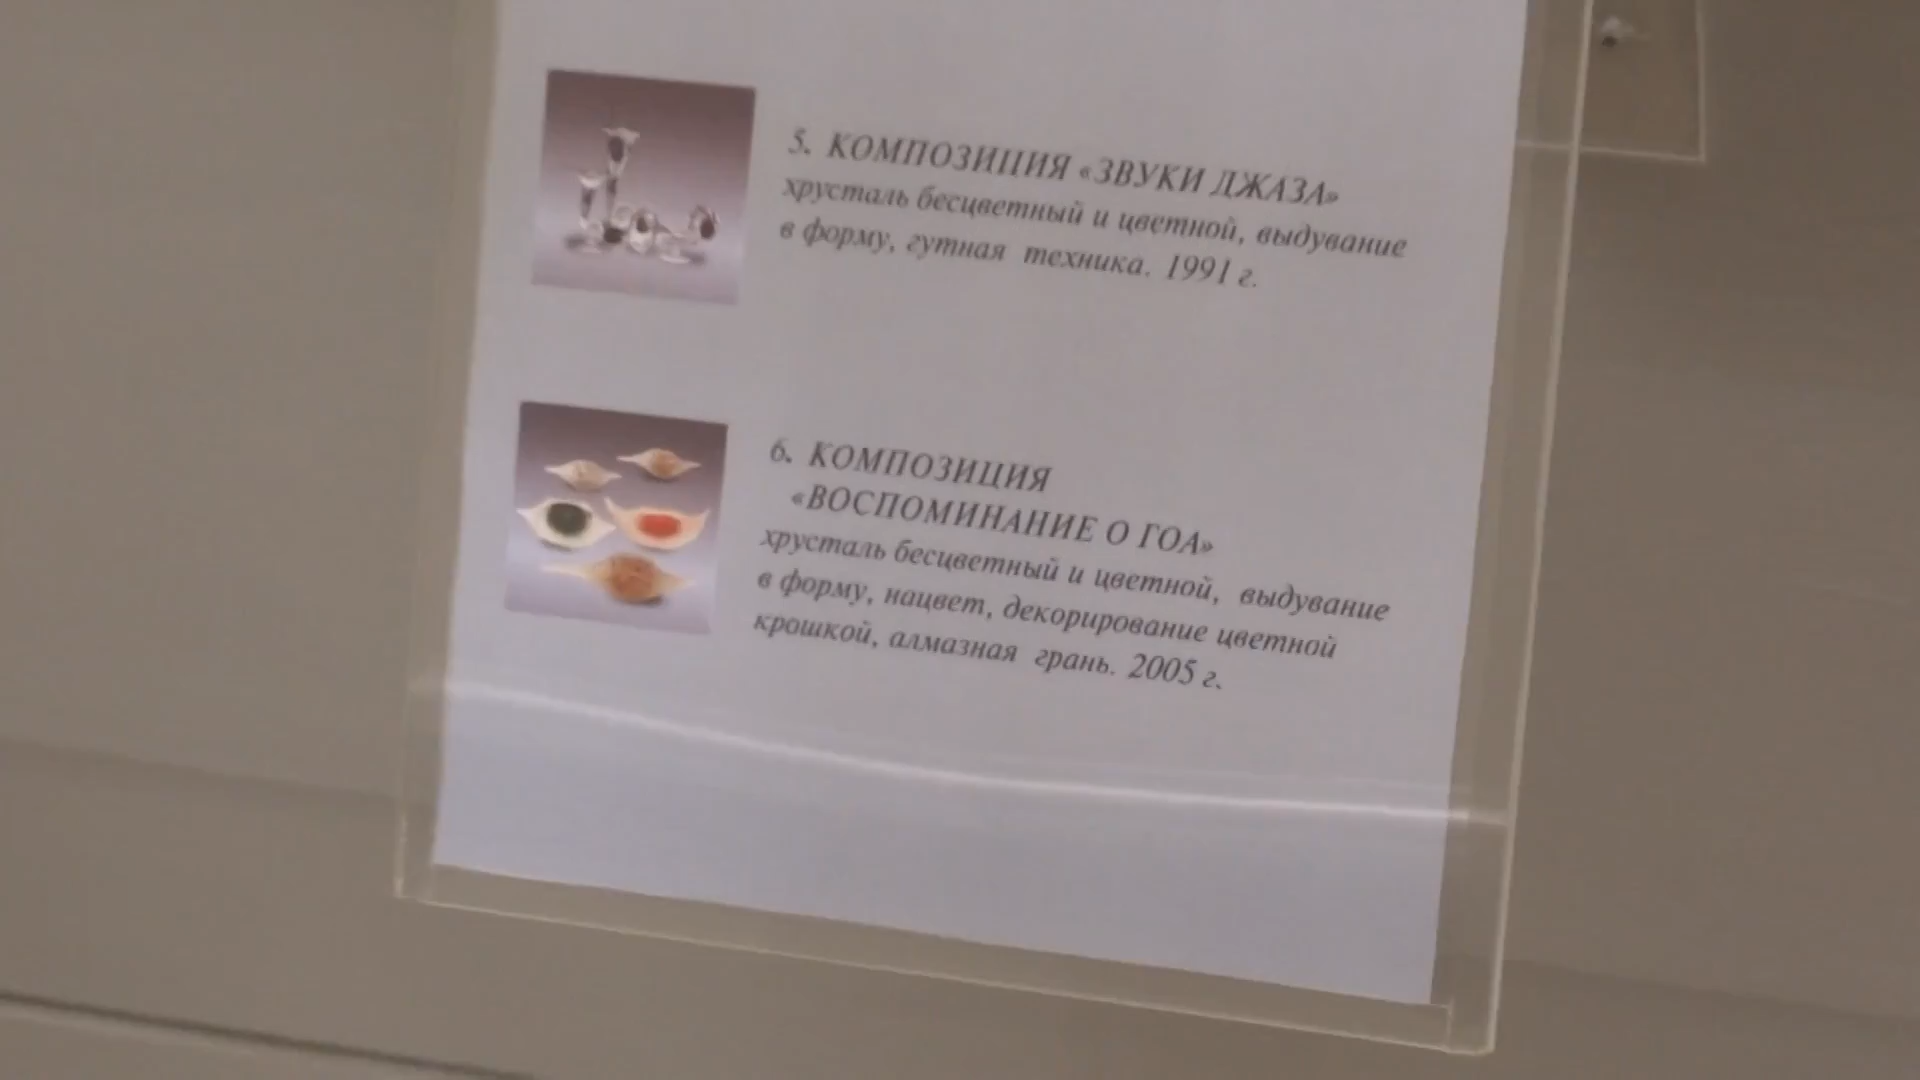 5. КОМПОЗИЦИЯ «ЗВУКИ ДЖАЗА»
хрусталь бесцветный и цветной, выдувание
в форму, гутная техника. 1991 г.
6. КОМПОЗИЦИЯ
«ВОСПОМИНАНИЕ О ГОА»
хрусталь бесцветный и цветной, выдувание
в форму, нацвет, декорирование цветной
крошкой, алмазная грань. 2005 г.